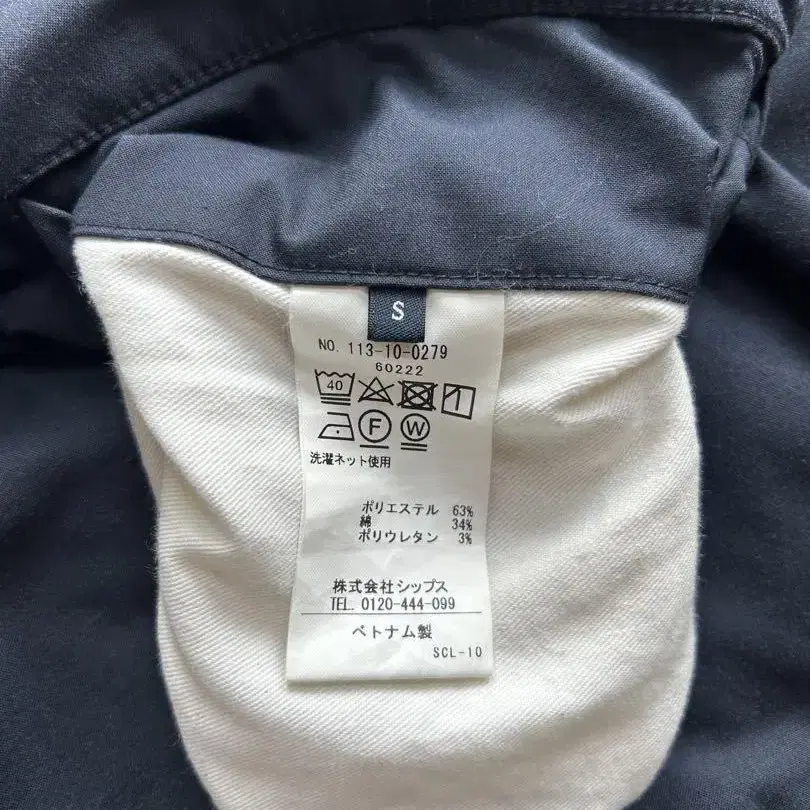 S
NO. 113-10-0279
60222
40
F W
洗濯ネット使用
ポリエステル 63%
綿 34%
ポリウレタン 3%
株式会社シップス
TEL. 0120-444-099
ベトナム製
SCL-10